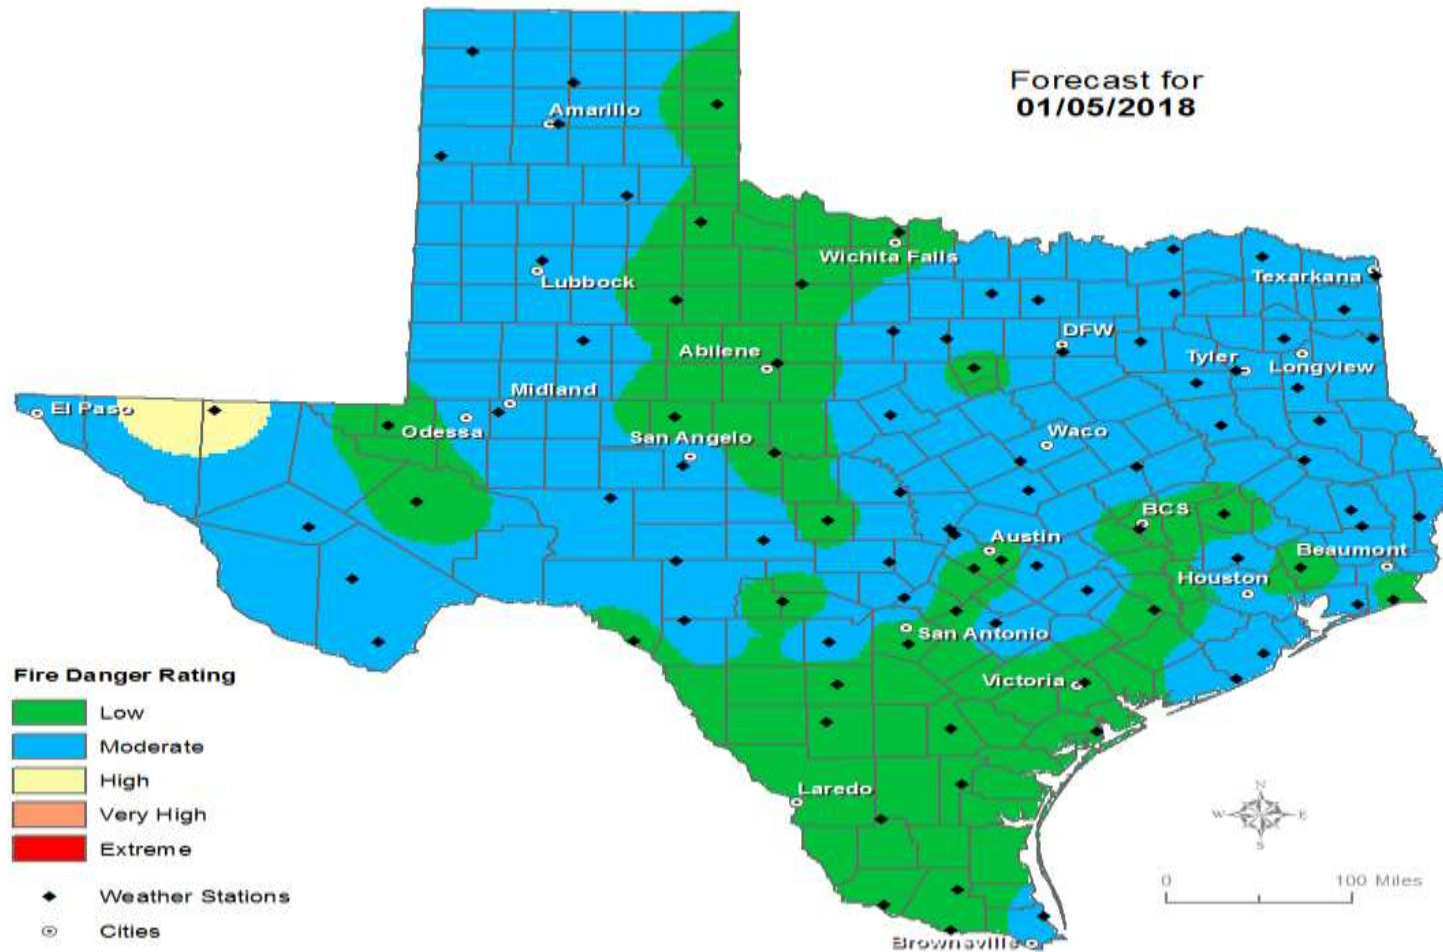 Forecast for
01/05/2018
Amarillo
Wichita Falls
Lubbock
Texarkana
DFW
Abilene
Tyler
Longview
Midland
El Paso
Odessa
San Angelo
Waco
BCS
Austin
Beaumont
Houston
San Antonio
Victoria
Laredo
Brownsville
Fire Danger Rating
Low
Moderate
High
Very High
Extreme
Weather Stations
Cities
N
W E
S
0 100 Miles